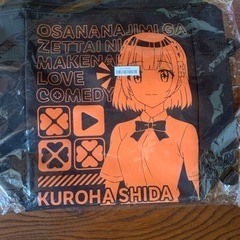 OSANANAJIMI GA
ZETTAI NI
MAKENAI
LOVE
COMEDY
KUROHA SHIDA